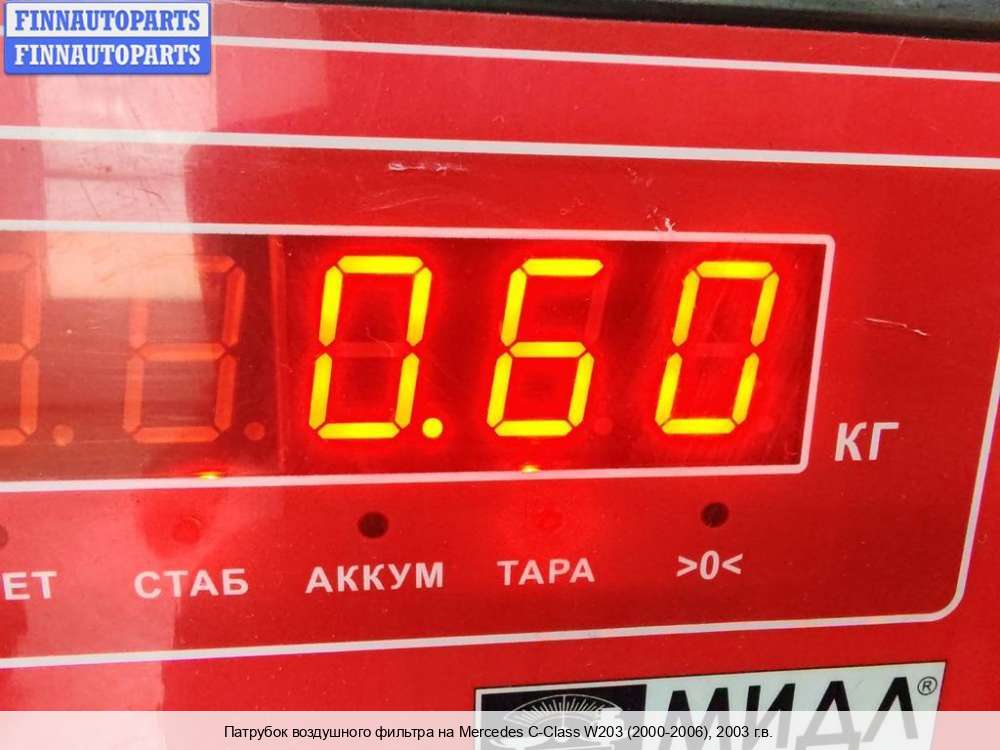 FINNAUTOPARTS
FINNAUTOPARTS
0.60
КГ
СТАБ АККУМ ТАРА >0<
МИДЛ®
Патрубок воздушного фильтра на Mercedes C-Class W203 (2000-2006), 2003 г.в.